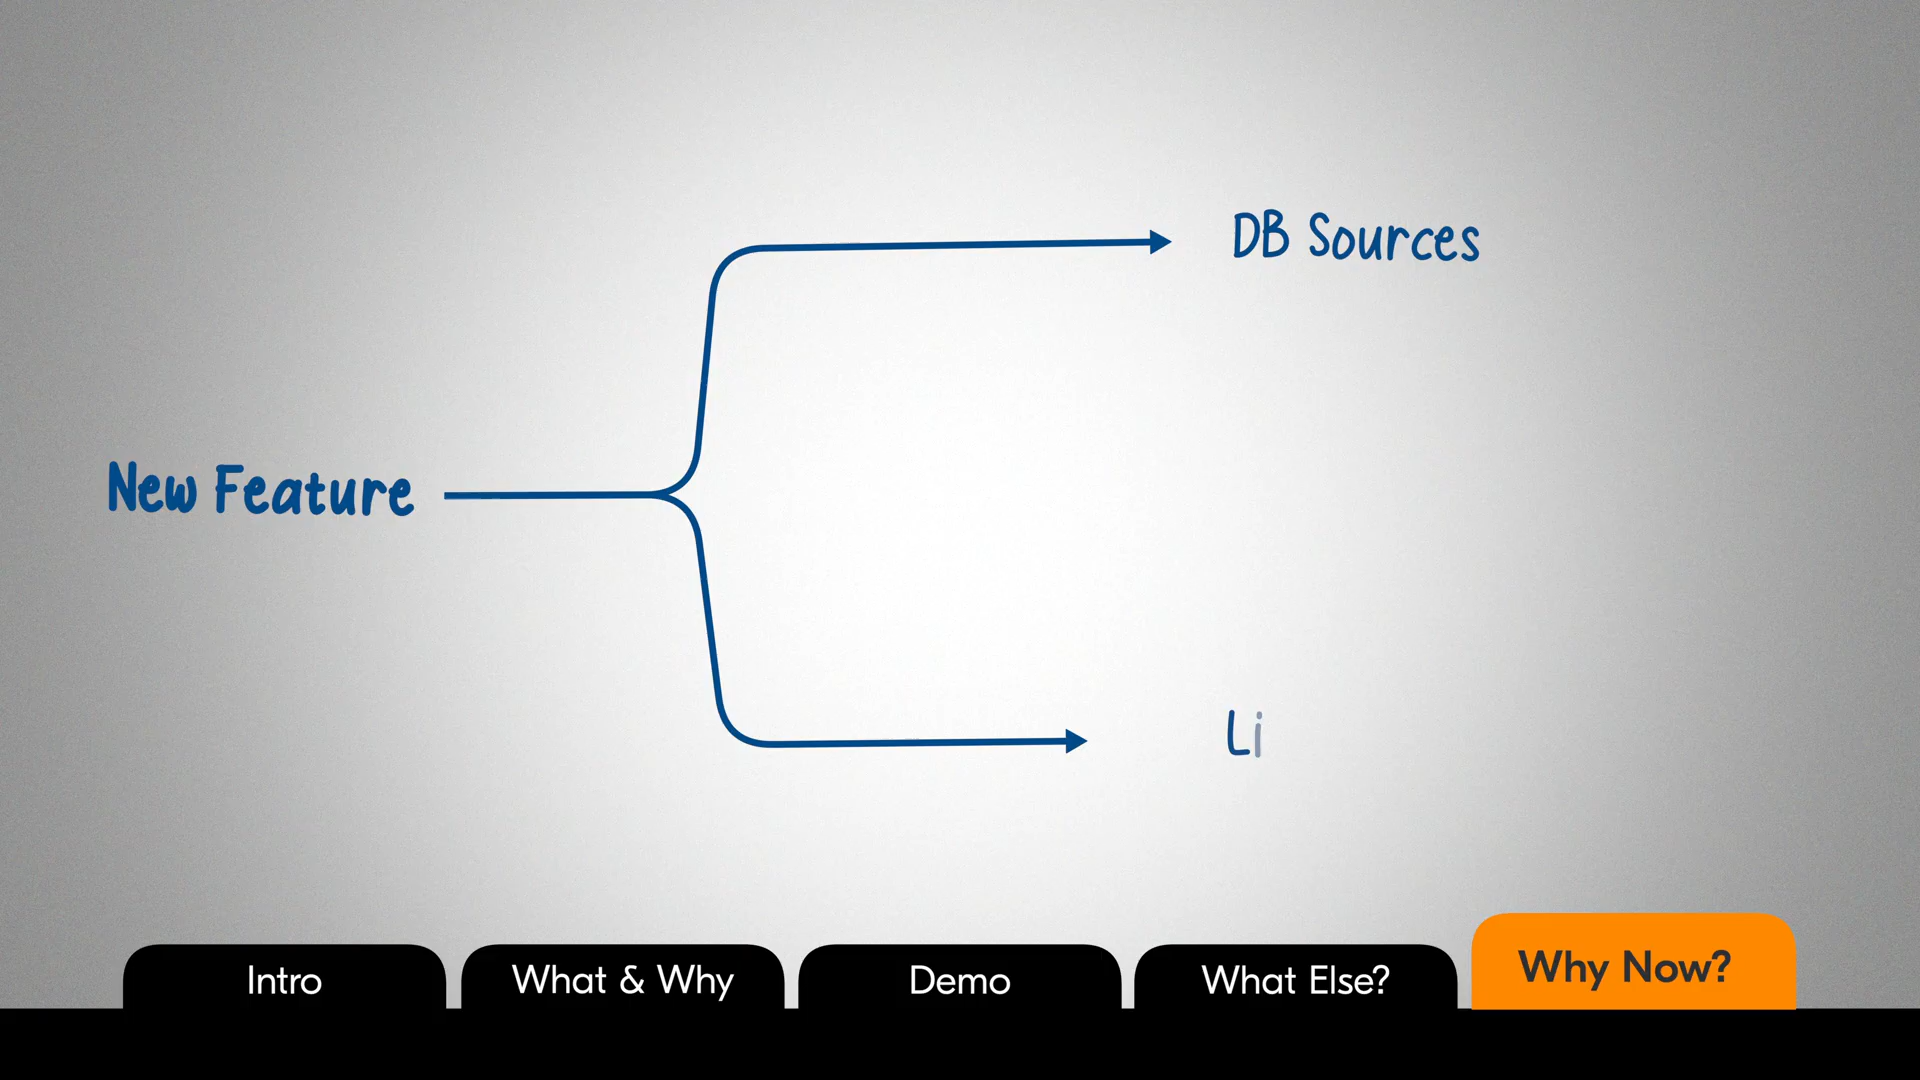 DB Sources
New Feature
Li
Intro
What & Why
Demo
What Else?
Why Now?